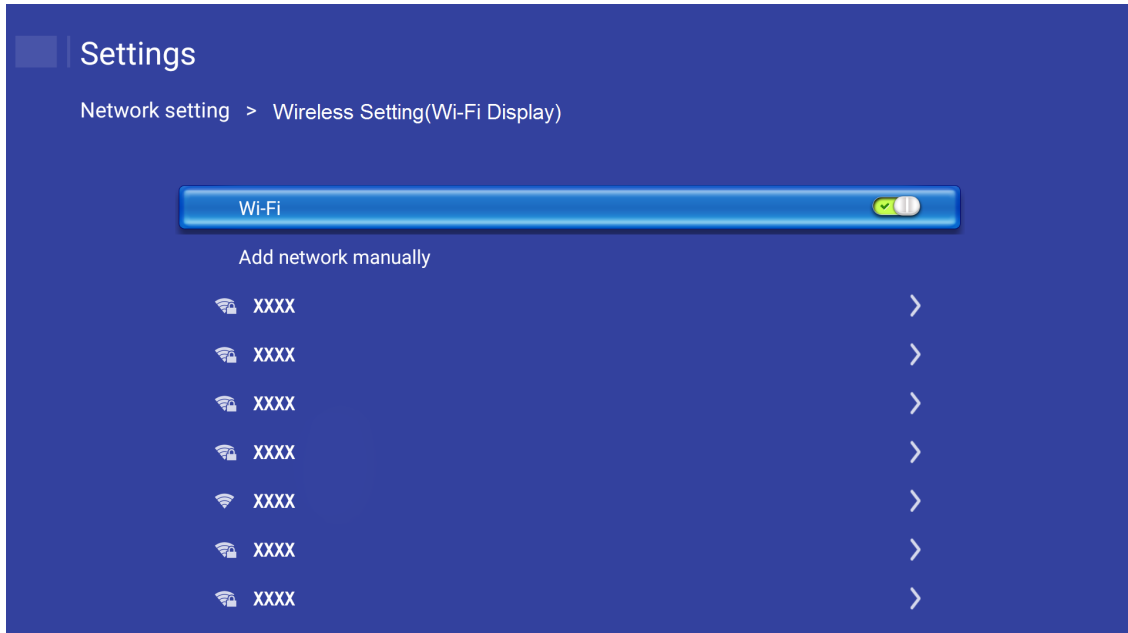 Settings
Network setting > Wireless Setting(Wi-Fi Display)
Wi-Fi
Add network manually
XXXX
XXXX
XXXX
XXXX
XXXX
XXXX
XXXX